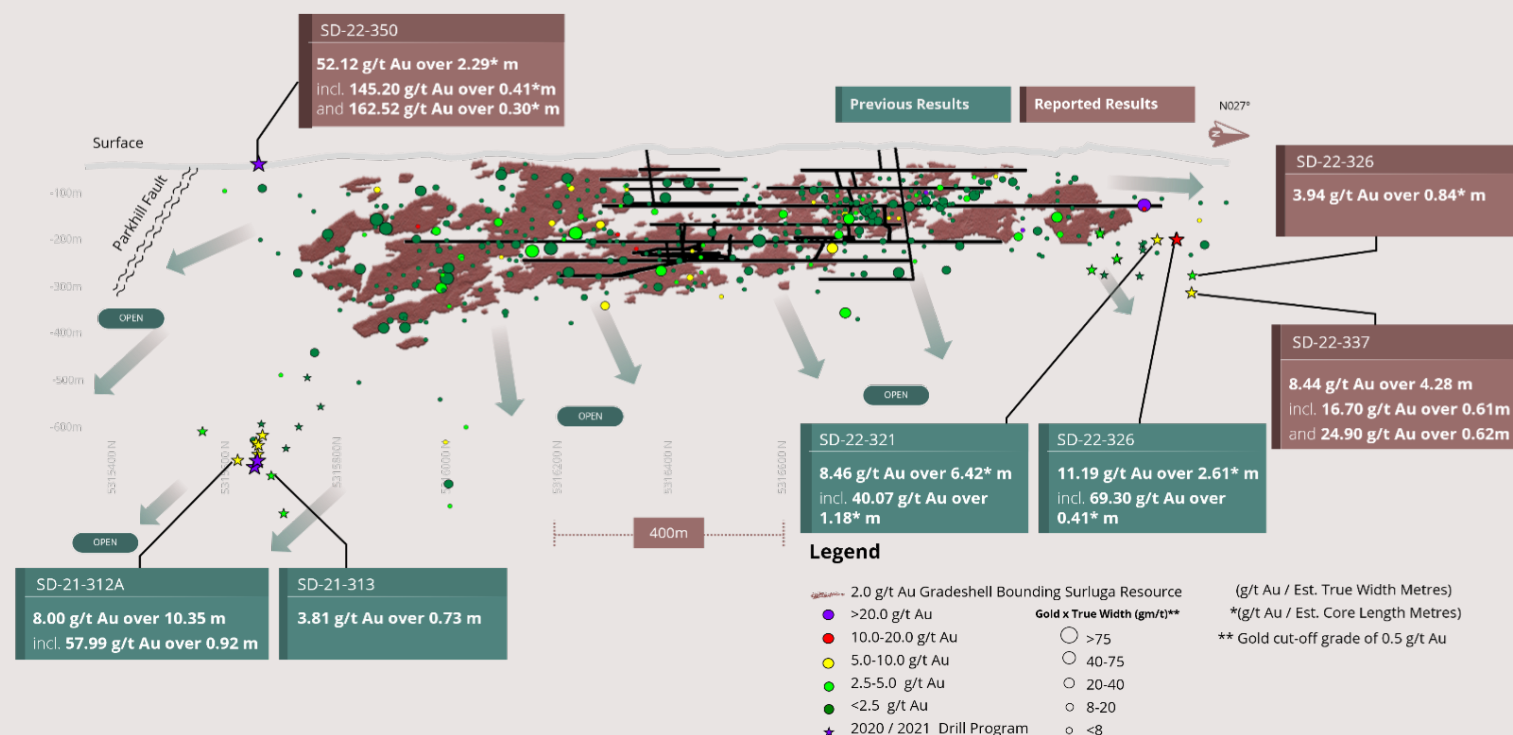 SD-22-350
52.12 g/t Au over 2.29* m
incl. 145.20 g/t Au over 0.41*m
and 162.52 g/t Au over 0.30* m
Previous Results
Reported Results
N027°
N
Surface
Parkhill Fault
-100m
-200m
-300m
-400m
-500m
-600m
SD-22-326
3.94 g/t Au over 0.84* m
OPEN
OPEN
OPEN
OPEN
SD-22-337
8.44 g/t Au over 4.28 m
incl. 16.70 g/t Au over 0.61m
and 24.90 g/t Au over 0.62m
5315400 N
5315800N
5316000 N
5316200 N
5316400 N
5316600 N
SD-22-321
8.46 g/t Au over 6.42* m
incl. 40.07 g/t Au over
1.18* m
SD-22-326
11.19 g/t Au over 2.61* m
incl. 69.30 g/t Au over
0.41* m
400m
SD-21-312A
8.00 g/t Au over 10.35 m
incl. 57.99 g/t Au over 0.92 m
SD-21-313
3.81 g/t Au over 0.73 m
Legend
2.0 g/t Au Gradeshell Bounding Surluga Resource
>20.0 g/t Au
10.0-20.0 g/t Au
5.0-10.0 g/t Au
2.5-5.0 g/t Au
<2.5 g/t Au
2020 / 2021 Drill Program
Gold x True Width (gm/t)**
>75
40-75
20-40
8-20
<8
(g/t Au / Est. True Width Metres)
*(g/t Au / Est. Core Length Metres)
** Gold cut-off grade of 0.5 g/t Au